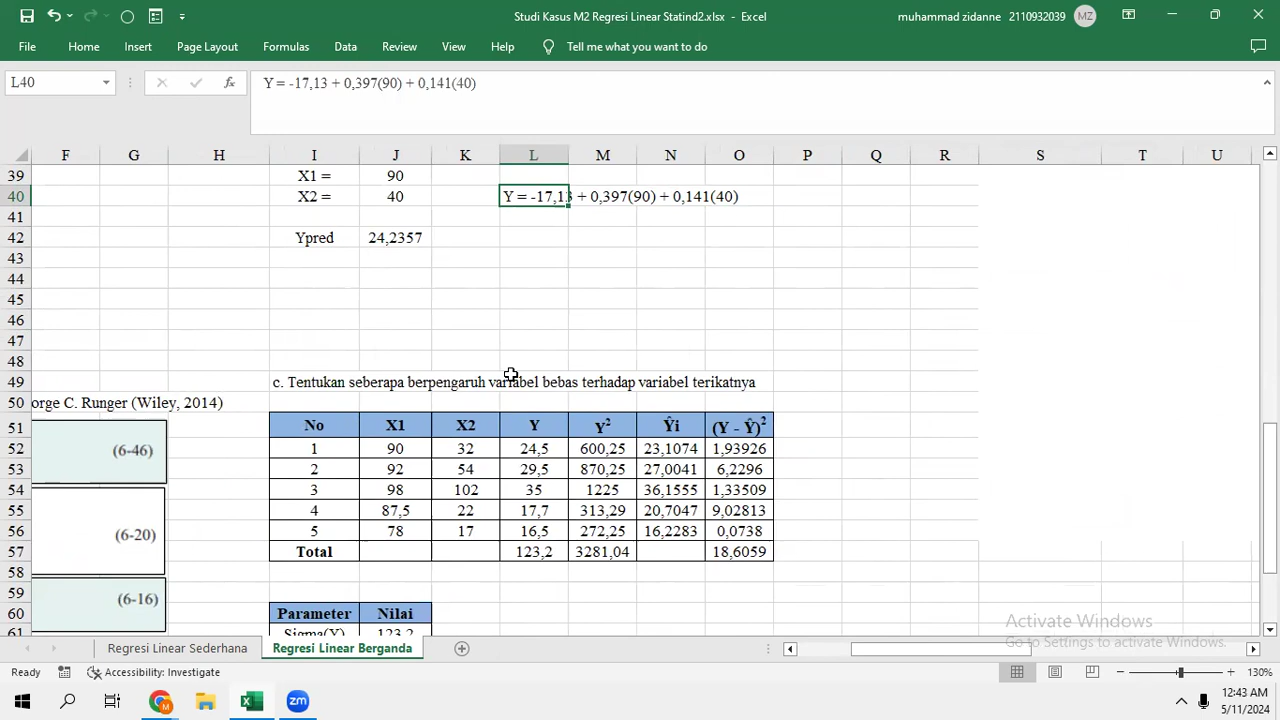 Studi Kasus M2 Regresi Linear Statind2.xlsx - Excel
muhammad zidanne 2110932039
MZ
File Home Insert Page Layout Formulas Data Review View Help Tell me what you want to do
L40 fx Y = -17,13 + 0,397(90) + 0,141(40)
F G H I J K L M N O P Q R S T U
39 X1 = 90
40 X2 = 40 Y = -17,13 + 0,397(90) + 0,141(40)
41
42 Ypred 24,2357
43
44
45
46
47
48
49 c. Tentukan seberapa berpengaruh variabel bebas terhadap variabel terikatnya
50 orge C. Runger (Wiley, 2014)
51 No X1 X2 Y Y² Ŷi (Y - Ŷ)²
(6-46)
52 1 90 32 24,5 600,25 23,1074 1,93926
53 2 92 54 29,5 870,25 27,0041 6,2296
54 3 98 102 35 1225 36,1555 1,33509
55 4 87,5 22 17,7 313,29 20,7047 9,02813
(6-20)
56 5 78 17 16,5 272,25 16,2283 0,0738
57 Total 123,2 3281,04 18,6059
58
59
(6-16)
60 Parameter Nilai
61 Sigma(Y) 123,2
Activate Windows
Go to Settings to activate Windows.
Regresi Linear Sederhana Regresi Linear Berganda
Ready Accessibility: Investigate 130%
12:43 AM
5/11/2024